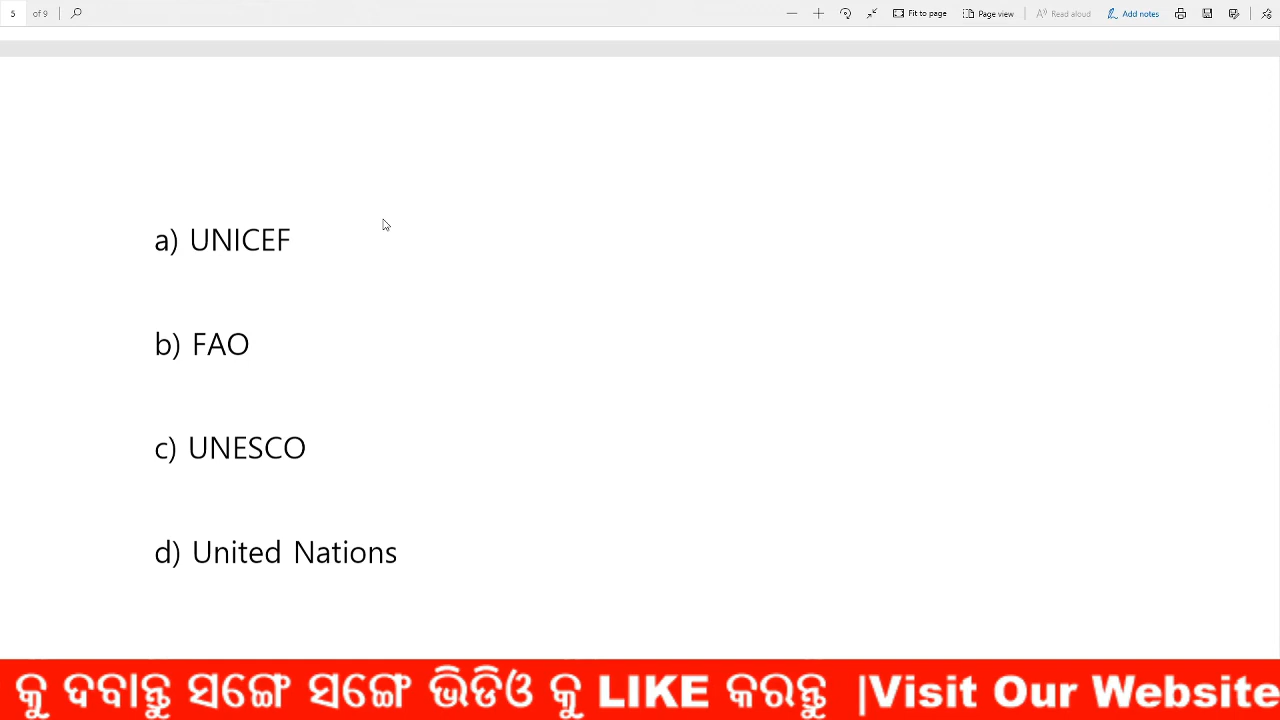 5 of 9 Fit to page Page view Read aloud Add notes
a) UNICEF
b) FAO
c) UNESCO
d) United Nations
କୁ ଦବାନ୍ତୁ ସଙ୍ଗେ ସଙ୍ଗେ ଭିଡିଓ କୁ LIKE କରନ୍ତୁ |Visit Our Website